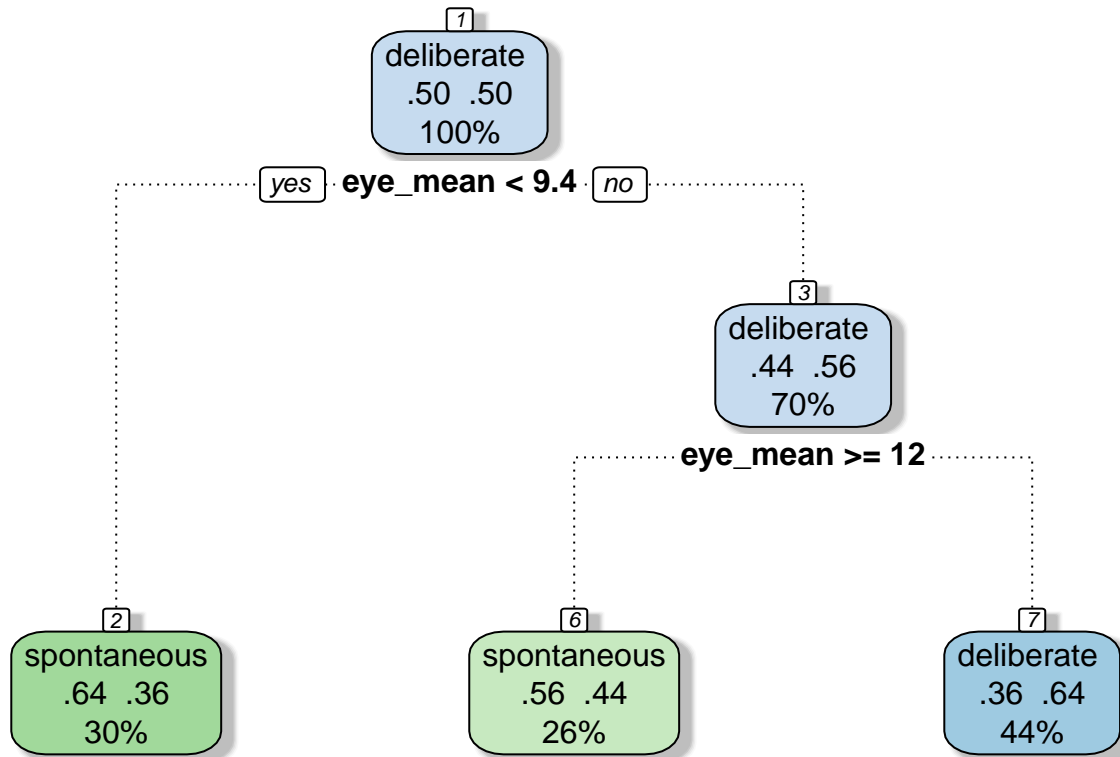 1
deliberate
.50 .50
100%
yes eye_mean < 9.4 no
3
deliberate
.44 .56
70%
eye_mean >= 12
2
spontaneous
.64 .36
30%
6
spontaneous
.56 .44
26%
7
deliberate
.36 .64
44%